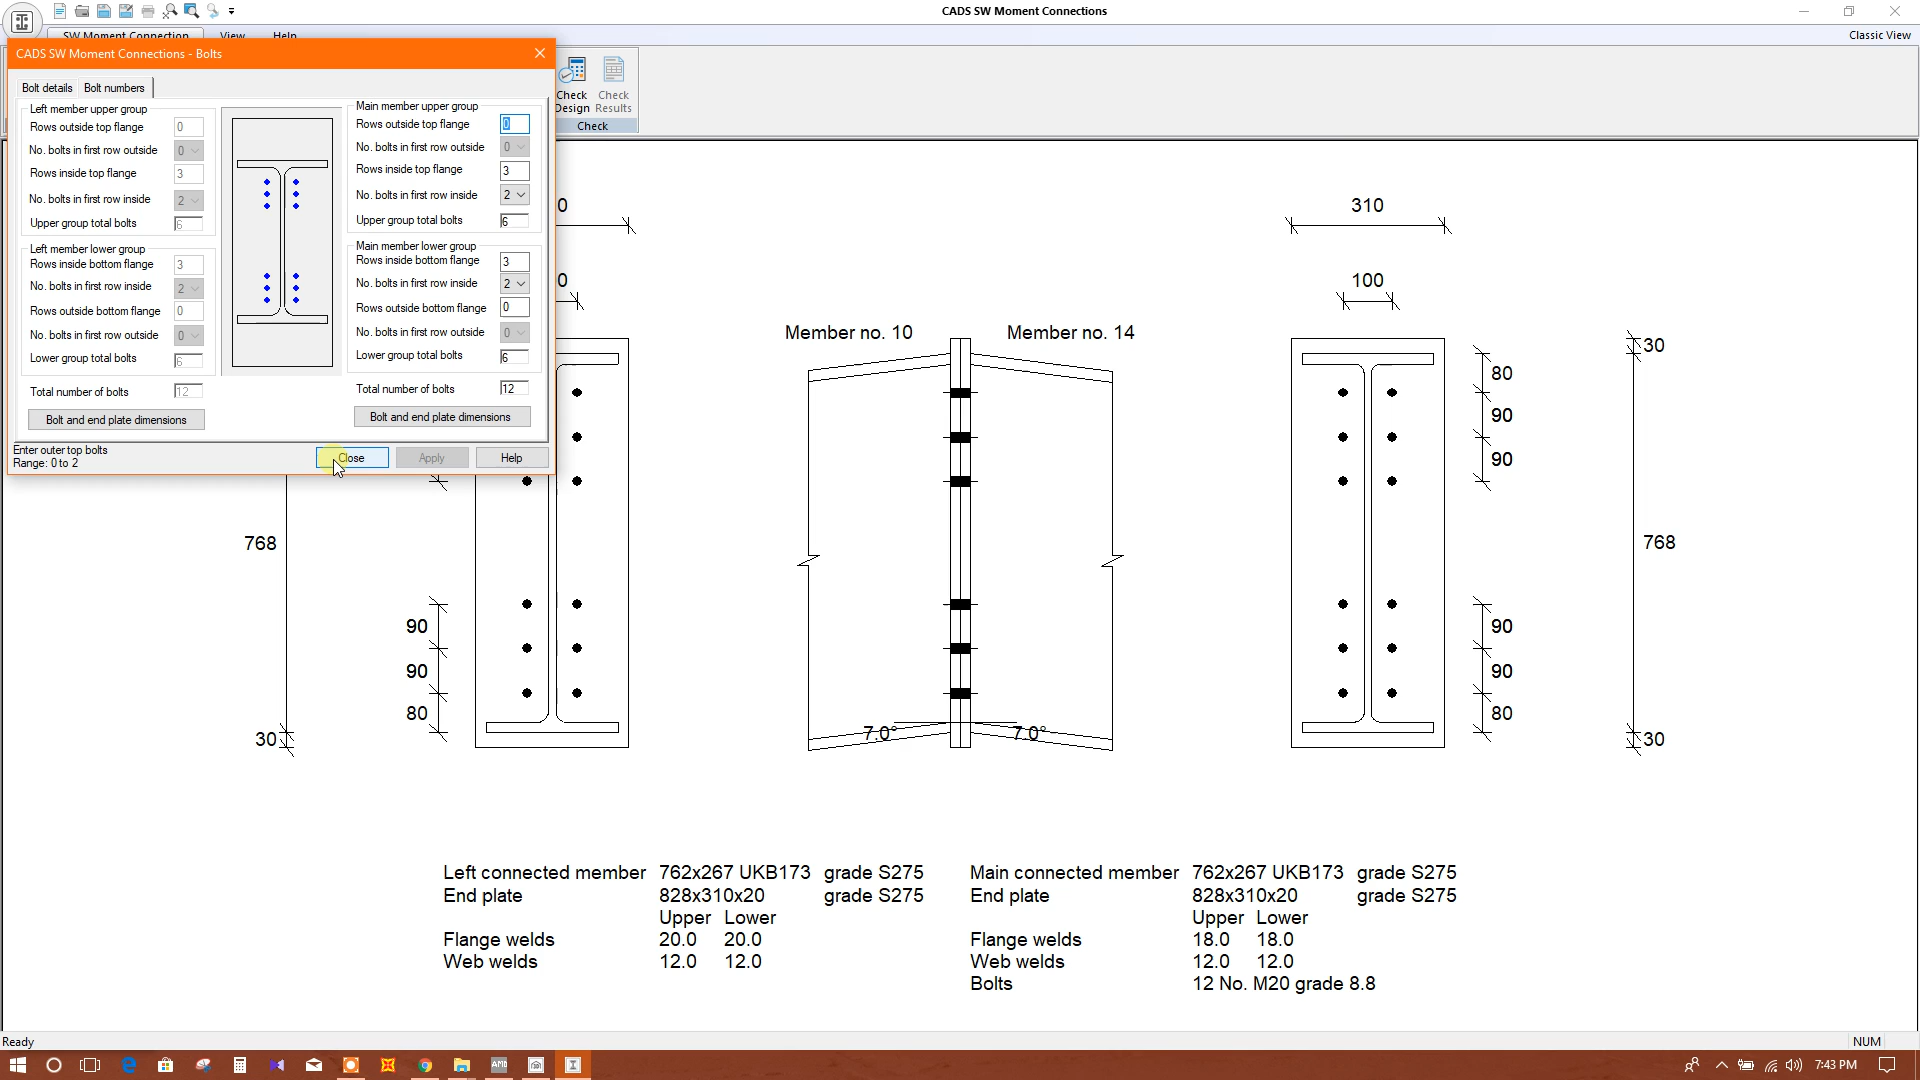 CADS SW Moment Connections
SW Moment Connection View Help
Classic View
CADS SW Moment Connections - Bolts
Bolt details Bolt numbers
Left member upper group
Rows outside top flange 0
No. bolts in first row outside 0
Rows inside top flange 3
No. bolts in first row inside 2
Upper group total bolts 6
Left member lower group
Rows inside bottom flange 3
No. bolts in first row inside 2
Rows outside bottom flange 0
No. bolts in first row outside 0
Lower group total bolts 6
Total number of bolts 12
Bolt and end plate dimensions
Main member upper group
Rows outside top flange 0
No. bolts in first row outside 0
Rows inside top flange 3
No. bolts in first row inside 2
Upper group total bolts 6
Main member lower group
Rows inside bottom flange 3
No. bolts in first row inside 2
Rows outside bottom flange 0
No. bolts in first row outside 0
Lower group total bolts 6
Total number of bolts 12
Bolt and end plate dimensions
Enter outer top bolts
Range: 0 to 2
Close Apply Help
Check Check
Design Results
Check
0
0
310
100
Member no. 10 Member no. 14
30
80
90
90
768
768
90
90
80
30
7.0° 7.0°
90
90
80
30
Left connected member 762x267 UKB173 grade S275
End plate 828x310x20 grade S275
Upper Lower
Flange welds 20.0 20.0
Web welds 12.0 12.0
Main connected member 762x267 UKB173 grade S275
End plate 828x310x20 grade S275
Upper Lower
Flange welds 18.0 18.0
Web welds 12.0 12.0
Bolts 12 No. M20 grade 8.8
Ready
NUM
AMD
7:43 PM